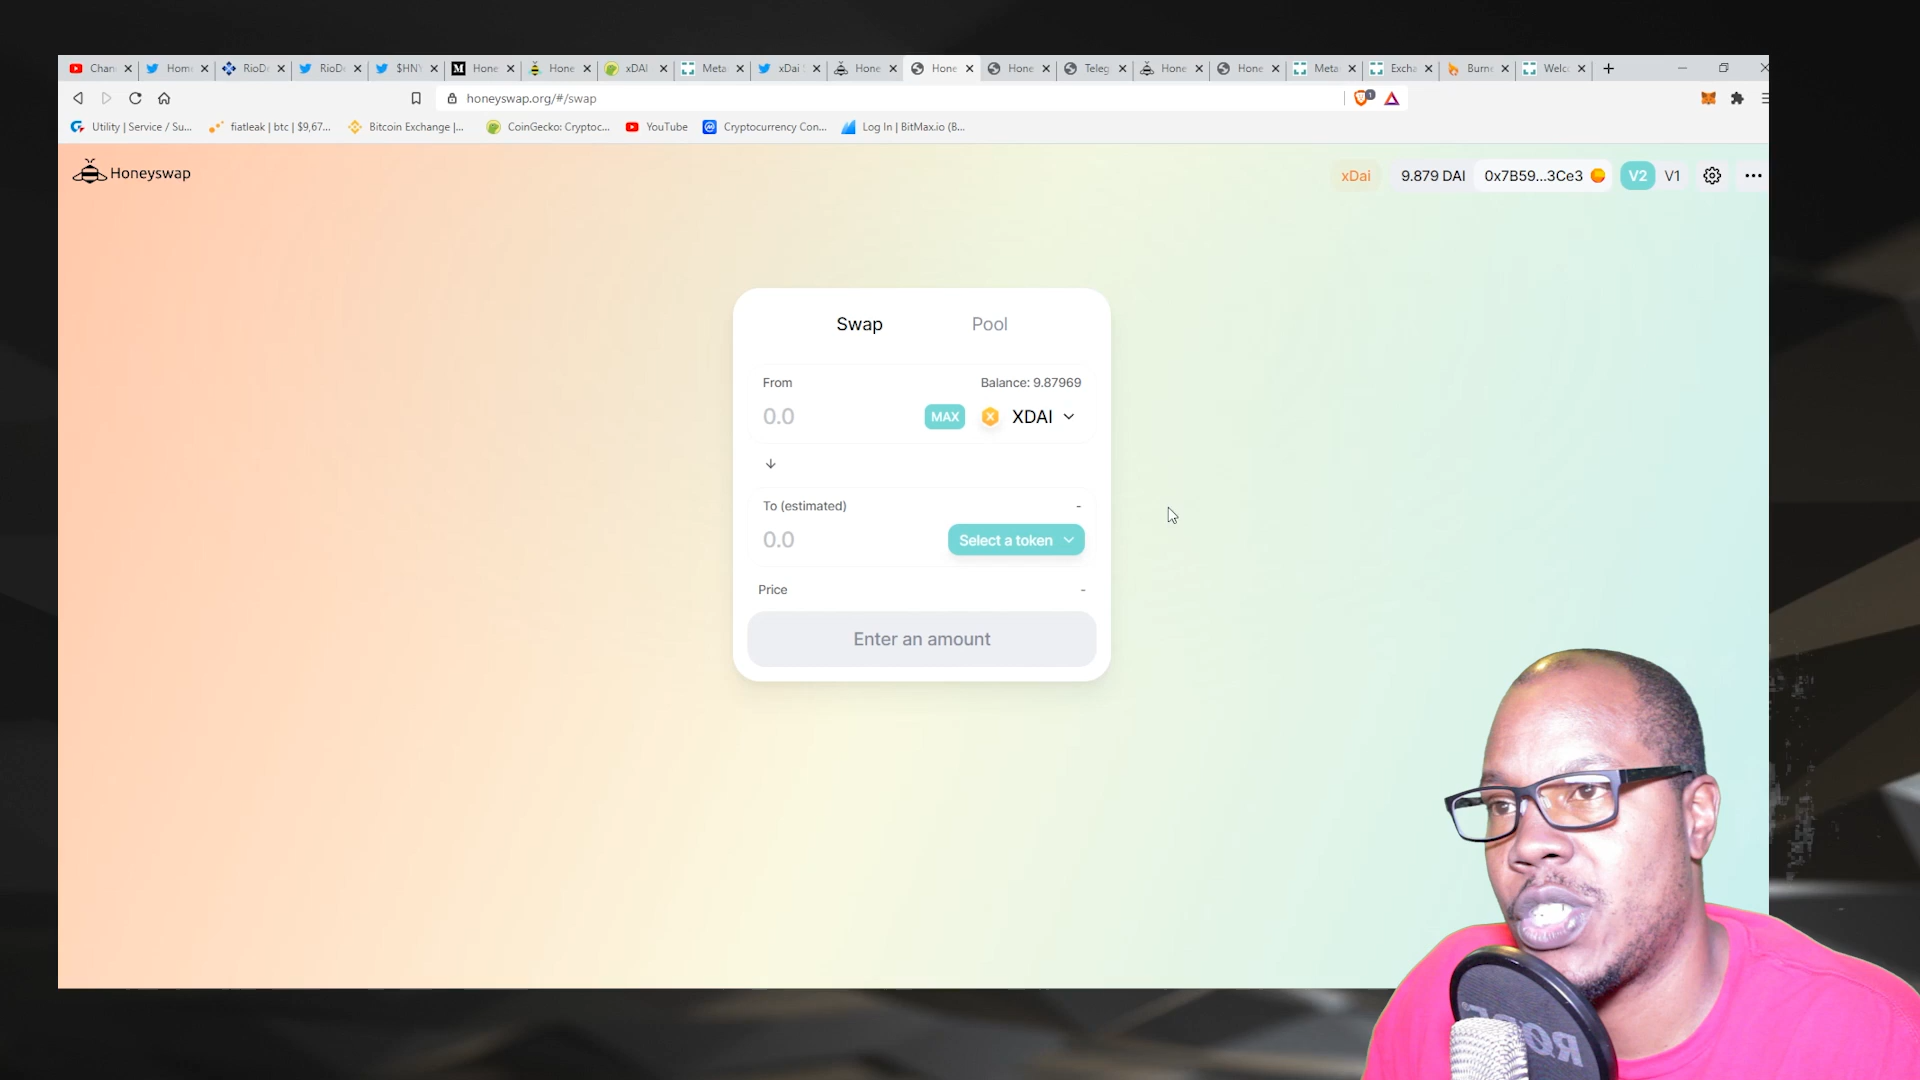 Chan Home RioD RioD $HN Hone Hone xDAI Meta xDai Hone Hone Hone Teleg Hone Hone Meta Excha Burn Welc
honeyswap.org/#/swap
Utility | Service / Su... fiatleak | btc | $9,67... Bitcoin Exchange |... CoinGecko: Cryptoc... YouTube Cryptocurrency Con... Log In | BitMax.io (B...
Honeyswap xDai 9.879 DAI 0x7B59...3Ce3 V2 V1
Swap Pool
From Balance: 9.87969
0.0 MAX XDAI
To (estimated) -
0.0 Select a token
Price -
Enter an amount